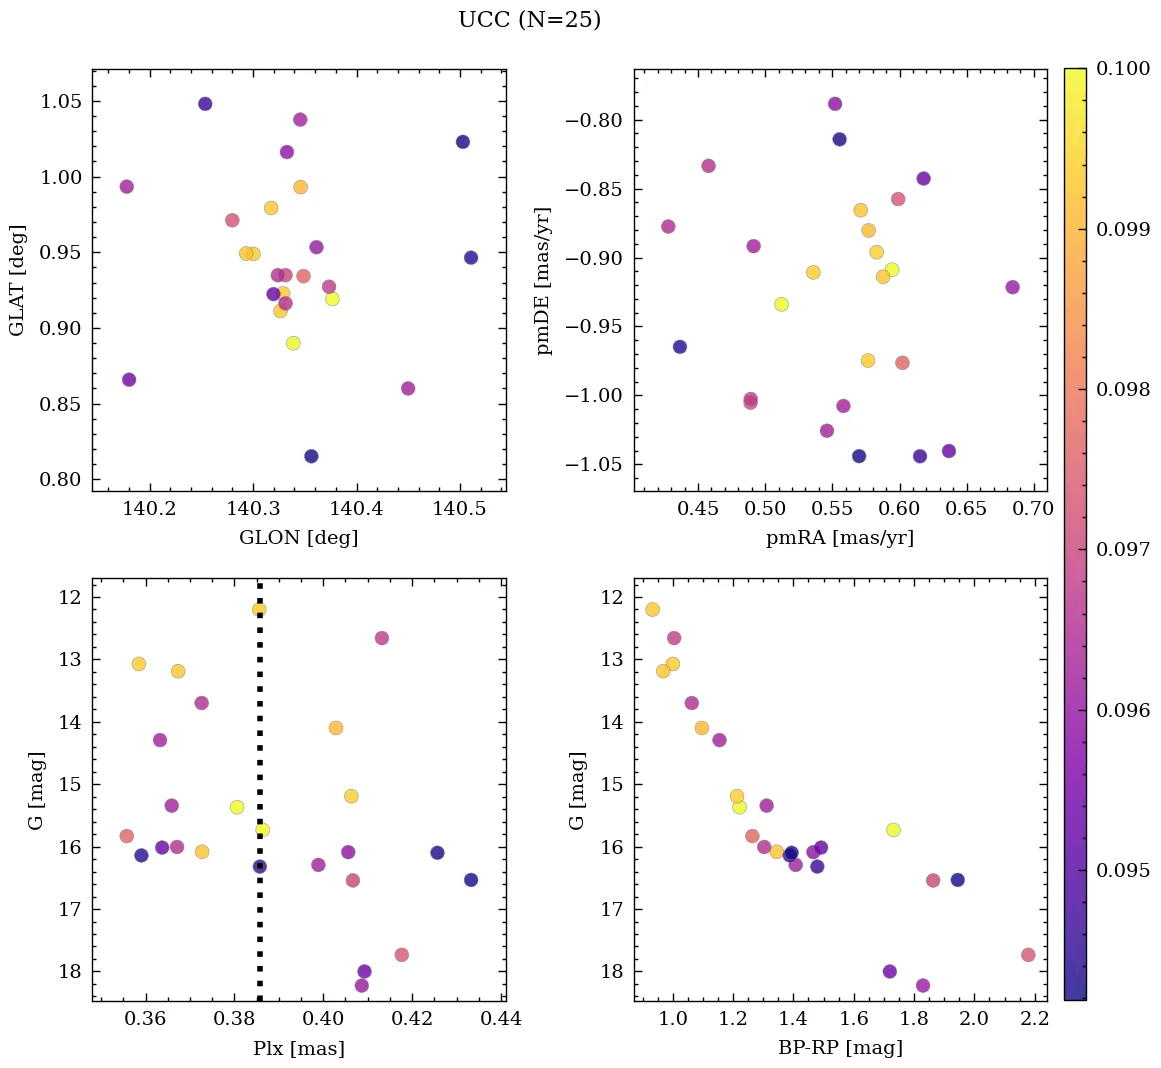 UCC (N=25)
1.05
1.00
0.95
0.90
0.85
0.80
GLAT [deg]
140.2 140.3 140.4 140.5
GLON [deg]
−0.80
−0.85
−0.90
−0.95
−1.00
−1.05
pmDE [mas/yr]
0.45 0.50 0.55 0.60 0.65 0.70
pmRA [mas/yr]
12
13
14
15
16
17
18
G [mag]
0.36 0.38 0.40 0.42 0.44
Plx [mas]
12
13
14
15
16
17
18
G [mag]
1.0 1.2 1.4 1.6 1.8 2.0 2.2
BP-RP [mag]
0.100
0.099
0.098
0.097
0.096
0.095